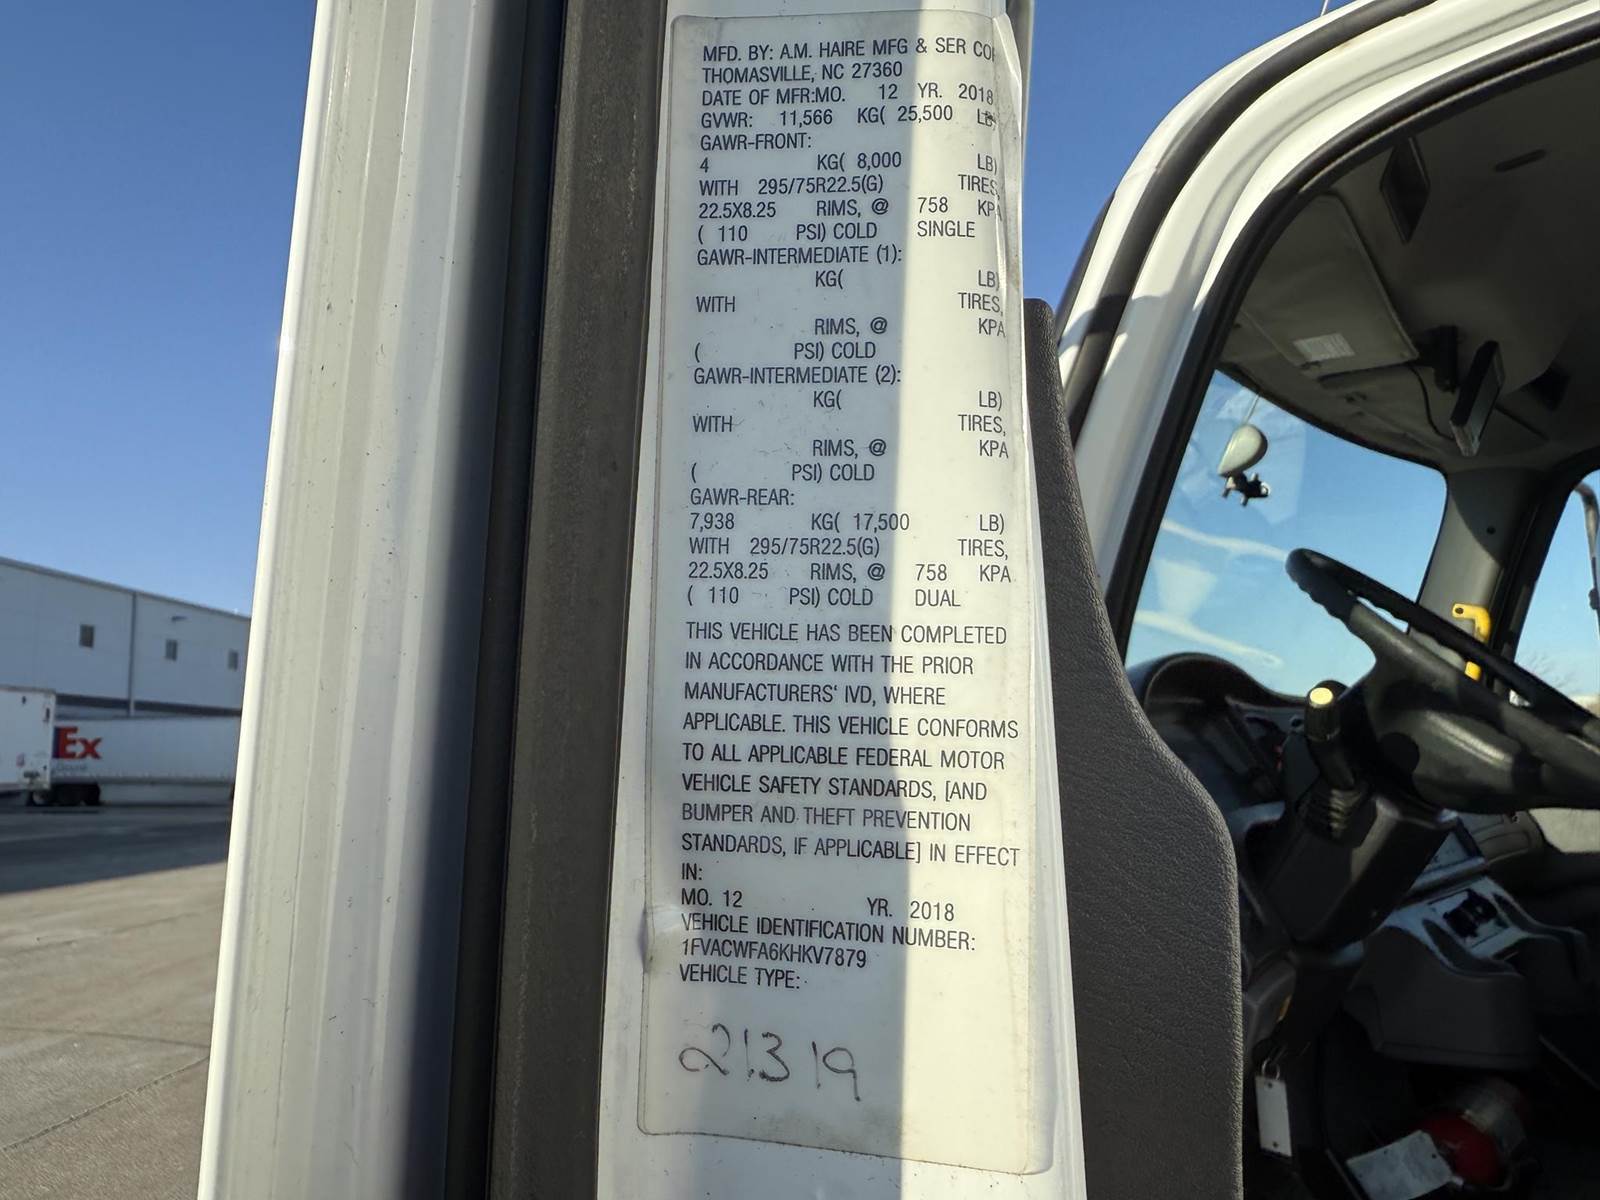 MFD. BY: A.M. HAIRE MFG & SER COR
THOMASVILLE, NC 27360
DATE OF MFR:MO. 12 YR. 2018
GVWR: 11,566 KG( 25,500 LB)
GAWR-FRONT:
4 KG( 8,000 LB)
WITH 295/75R22.5(G) TIRES,
22.5X8.25 RIMS, @ 758 KPA
( 110 PSI) COLD SINGLE
GAWR-INTERMEDIATE (1):
KG( LB)
WITH TIRES,
RIMS, @ KPA
( PSI) COLD
GAWR-INTERMEDIATE (2):
KG( LB)
WITH TIRES,
RIMS, @ KPA
( PSI) COLD
GAWR-REAR:
7,938 KG( 17,500 LB)
WITH 295/75R22.5(G) TIRES,
22.5X8.25 RIMS, @ 758 KPA
( 110 PSI) COLD DUAL
THIS VEHICLE HAS BEEN COMPLETED
IN ACCORDANCE WITH THE PRIOR
MANUFACTURERS' IVD, WHERE
APPLICABLE. THIS VEHICLE CONFORMS
TO ALL APPLICABLE FEDERAL MOTOR
VEHICLE SAFETY STANDARDS, [AND
BUMPER AND THEFT PREVENTION
STANDARDS, IF APPLICABLE] IN EFFECT
IN:
MO. 12 YR. 2018
VEHICLE IDENTIFICATION NUMBER:
1FVACWFA6KHKV7879
VEHICLE TYPE:
21319
Ex